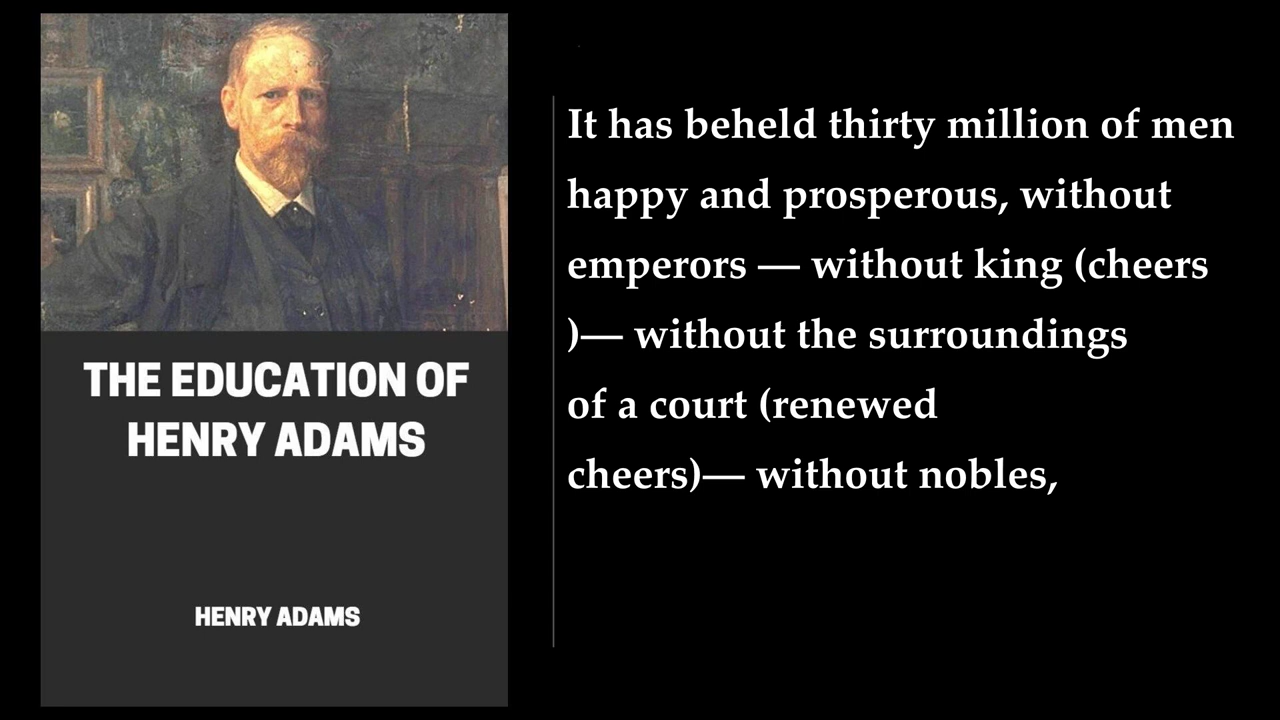 THE EDUCATION OF
HENRY ADAMS
HENRY ADAMS
It has beheld thirty million of men
happy and prosperous, without
emperors — without king (cheers
)— without the surroundings
of a court (renewed
cheers)— without nobles,